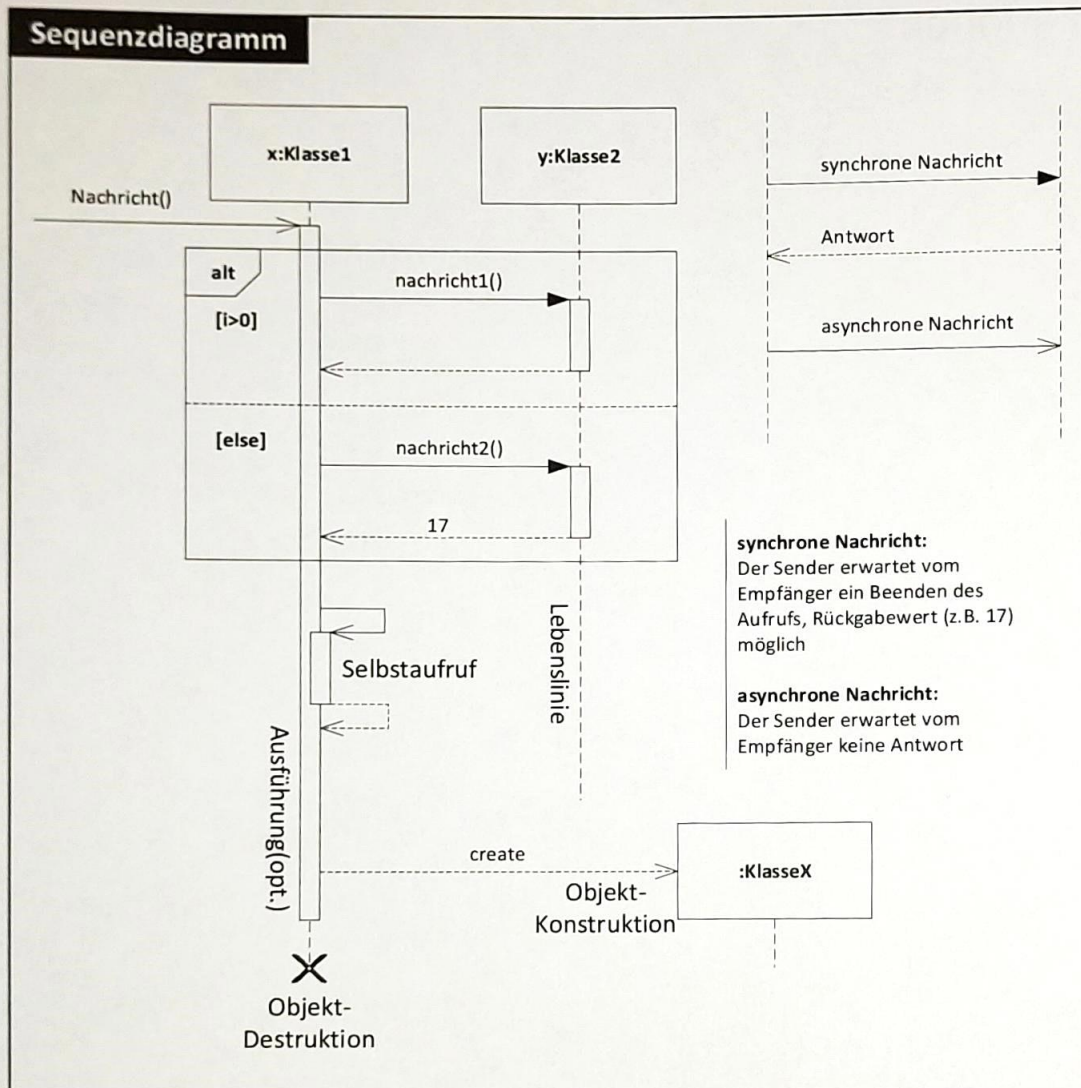 Sequenzdiagramm
x:Klasse1
y:Klasse2
Nachricht()
alt
[i>0]
nachricht1()
[else]
nachricht2()
17
Selbstaufruf
Lebenslinie
Ausführung(opt.)
create
Objekt-
Konstruktion
:KlasseX
Objekt-
Destruktion
synchrone Nachricht
Antwort
asynchrone Nachricht
synchrone Nachricht:
Der Sender erwartet vom
Empfänger ein Beenden des
Aufrufs, Rückgabewert (z.B. 17)
möglich
asynchrone Nachricht:
Der Sender erwartet vom
Empfänger keine Antwort